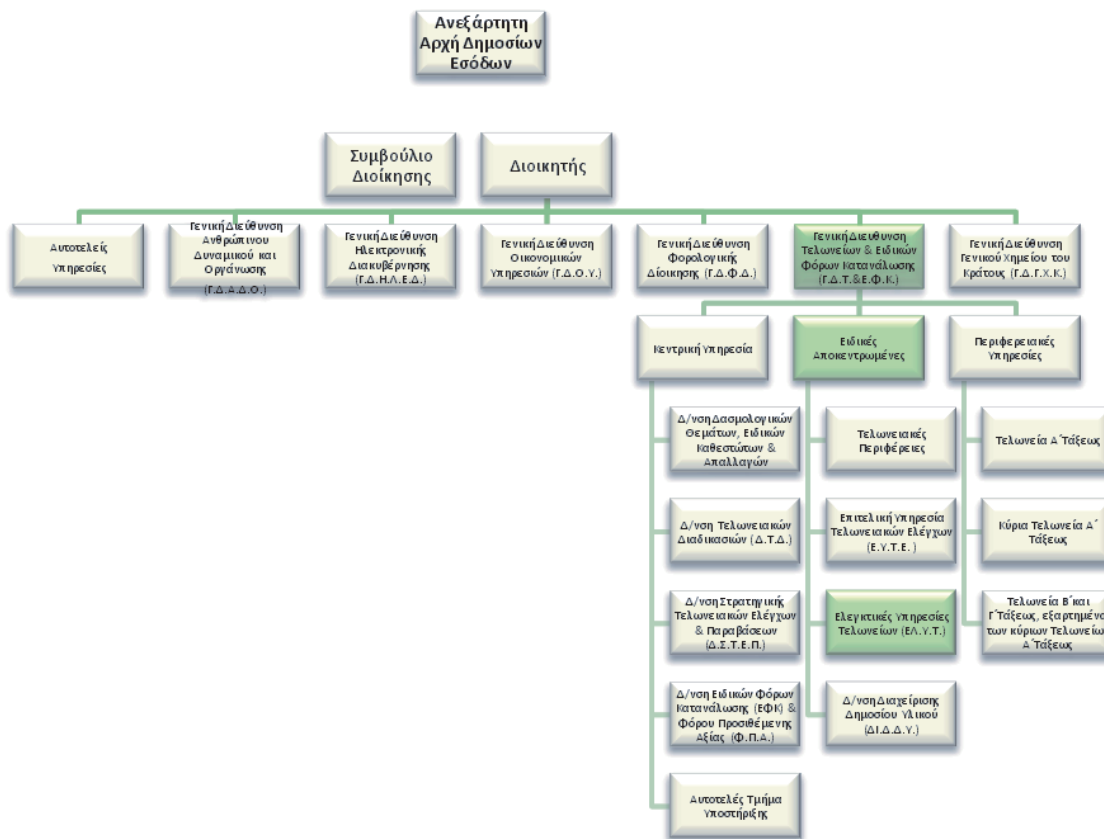 Ανεξάρτητη
Αρχή Δημοσίων
Εσόδων
Συμβούλιο
Διοίκησης
Διοικητής
Αυτοτελείς
Υπηρεσίες
Γενική Διεύθυνση
Ανθρώπινου
Δυναμικού και
Οργάνωσης
(Γ.Δ.Α.Δ.Ο.)
Γενική Διεύθυνση
Ηλεκτρονικής
Διακυβέρνησης
(Γ.Δ.Η.Λ.Ε.Δ.)
Γενική Διεύθυνση
Οικονομικών
Υπηρεσιών (Γ.Δ.Ο.Υ.)
Γενική Διεύθυνση
Φορολογικής
Δίοικησης (Γ.Δ.Φ.Δ.)
Γενική Διευθυνση
Τελωνείων & Ειδικών
Φόρων Κατανάλωσης
(Γ.Δ.Τ.&Ε.Φ.Κ.)
Γενική Διεύθυνση
Γενικού Χημείου του
Κράτους (Γ.Δ.Γ.Χ.Κ.)
Κεντρική Υπηρεσία
Ειδικές
Αποκεντρωμένες
Περιφερειακές
Υπηρεσίες
Δ/νση Δασμολογικών
Θεμάτων, Ειδικών
Καθεστώτων &
Απαλλαγών
Τελωνειακές
Περιφέρειες
Τελωνεία Α΄Τάξεως
Δ/νση Τελωνειακών
Διαδικασιών (Δ.Τ.Δ.)
Επιτελική Υπηρεσία
Τελωνειακών Ελέγχων
(Ε.Υ.Τ.Ε. )
Κύρια Τελωνεία Α΄
Τάξεως
Δ/νση Στρατηγικής
Τελωνειακών Ελέγχων
& Παραβάσεων
(Δ.Σ.Τ.Ε.Π.)
Ελεγκτικές Υπηρεσίες
Τελωνείων (ΕΛ.Υ.Τ.)
Τελωνεία Β΄και
Γ΄Τάξεως, εξαρτημένα
των κύριων Τελωνείων
Α΄Τάξεως
Δ/νση Ειδικών Φόρων
Κατανάλωσης (ΕΦΚ) &
Φόρου Προσιθέμενης
Αξίας (Φ.Π.Α.)
Δ/νση Διαχείρισης
Δημοσίου Υλικού
(ΔΙ.Δ.Δ.Υ.)
Αυτοτελές Τμήμα
Υποστήριξης